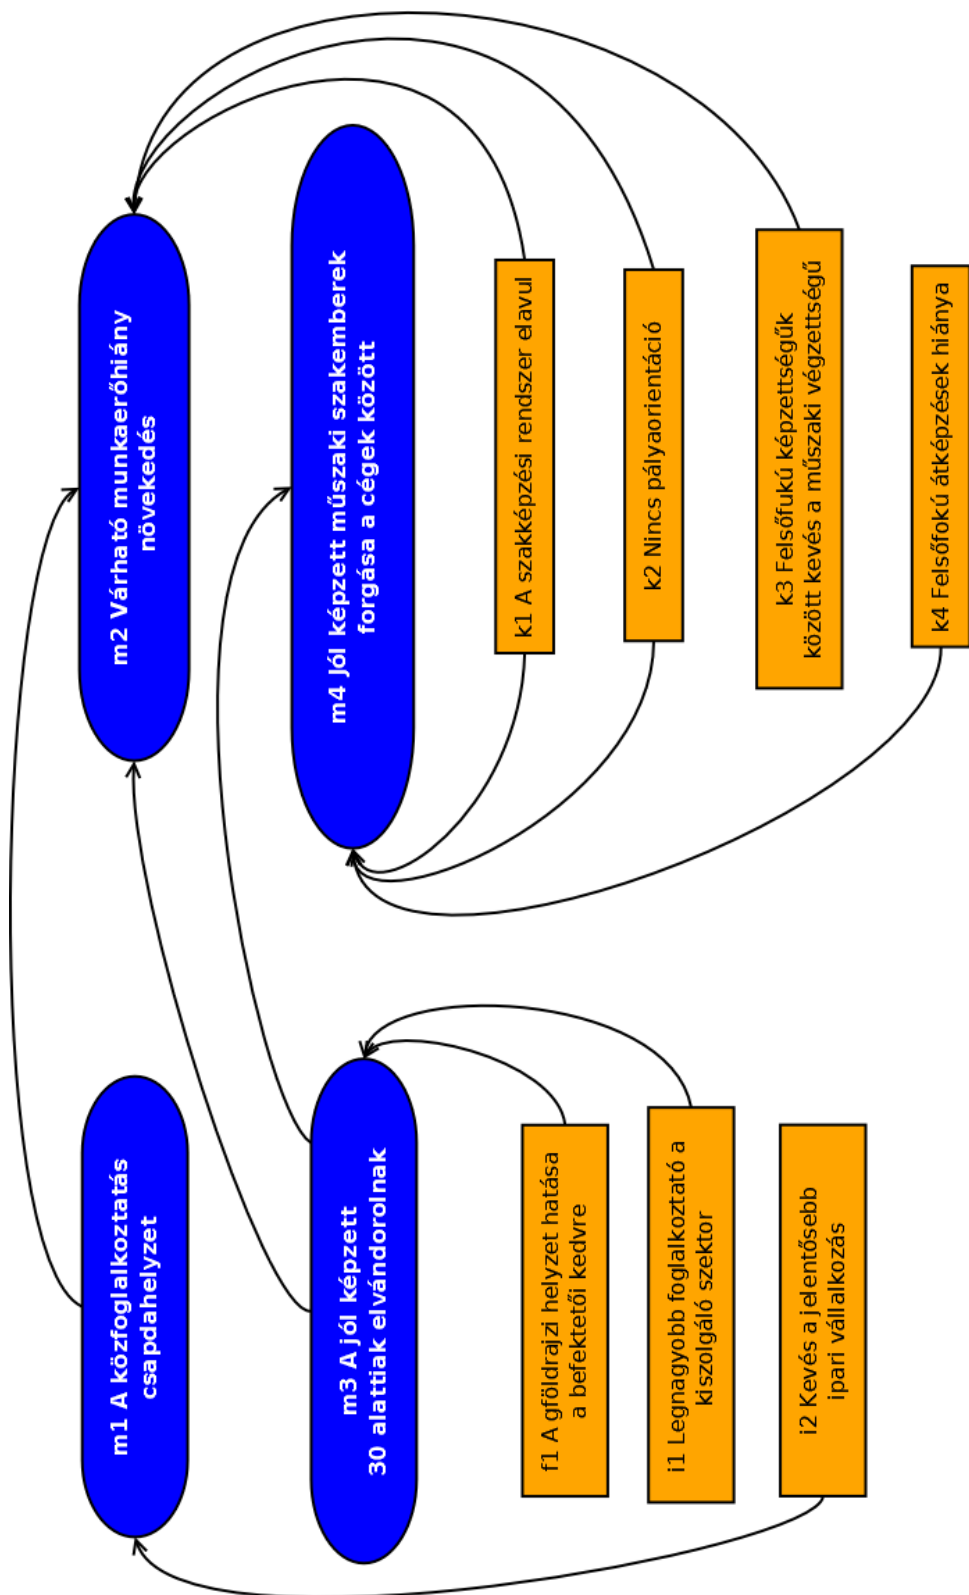 m1 A közfoglalkoztatás
csapdahelyzet
m2 Várható munkaerőhiány
növekedés
m3 A jól képzett
30 alattiak elvándorolnak
m4 Jól képzett műszaki szakemberek
forgása a cégek között
f1 A gföldrajzi helyzet hatása
a befektetői kedvre
k1 A szakképzési rendszer elavul
i1 Legnagyobb foglalkoztató a
kiszolgáló szektor
k2 Nincs pályaorientáció
i2 Kevés a jelentősebb
ipari vállalkozás
k3 Felsőfukú képzettségűk
között kevés a műszaki végzettségű
k4 Felsőfokú átképzések hiánya